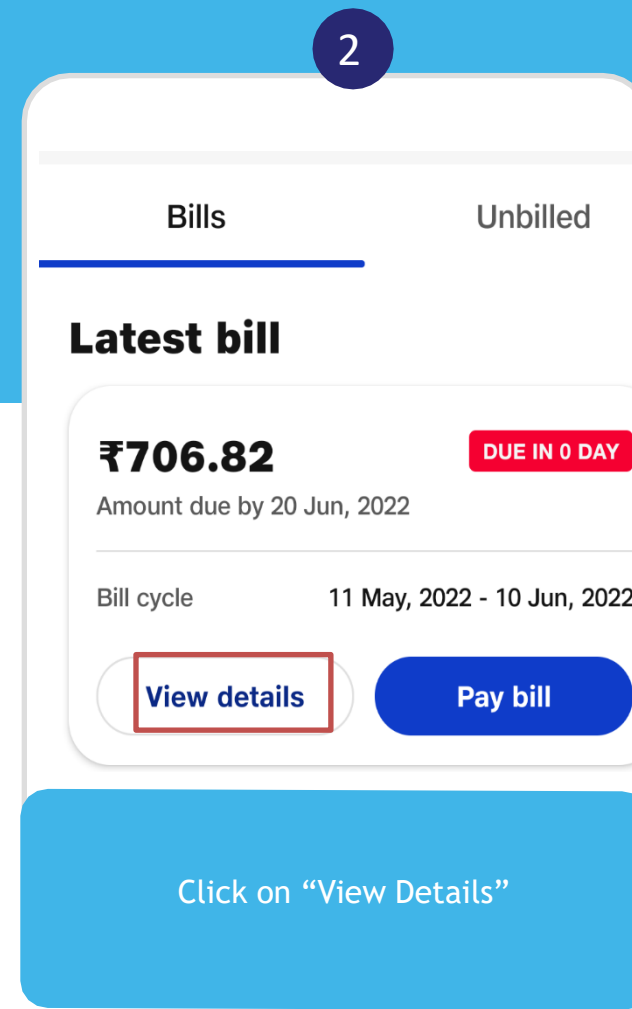 2
Bills Unbilled
Latest bill
₹706.82 DUE IN 0 DAY
Amount due by 20 Jun, 2022
Bill cycle 11 May, 2022 - 10 Jun, 2022
View details Pay bill
Click on “View Details”